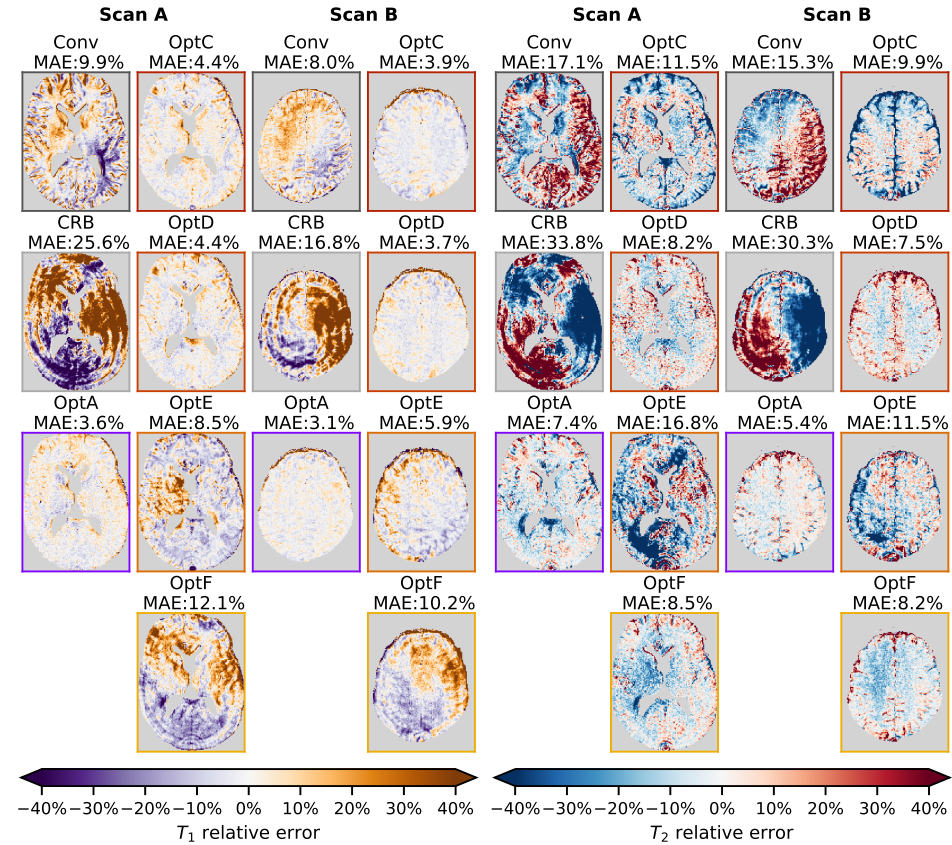 Scan A Scan B Scan A Scan B
Conv OptC Conv OptC Conv OptC Conv OptC
MAE:9.9% MAE:4.4% MAE:8.0% MAE:3.9% MAE:17.1% MAE:11.5% MAE:15.3% MAE:9.9%
CRB OptD CRB OptD CRB OptD CRB OptD
MAE:25.6% MAE:4.4% MAE:16.8% MAE:3.7% MAE:33.8% MAE:8.2% MAE:30.3% MAE:7.5%
OptA OptE OptA OptE OptA OptE OptA OptE
MAE:3.6% MAE:8.5% MAE:3.1% MAE:5.9% MAE:7.4% MAE:16.8% MAE:5.4% MAE:11.5%
OptF OptF OptF OptF
MAE:12.1% MAE:10.2% MAE:8.5% MAE:8.2%
−40% −30% −20% −10% 0% 10% 20% 30% 40% −40% −30% −20% −10% 0% 10% 20% 30% 40%
T₁ relative error T₂ relative error